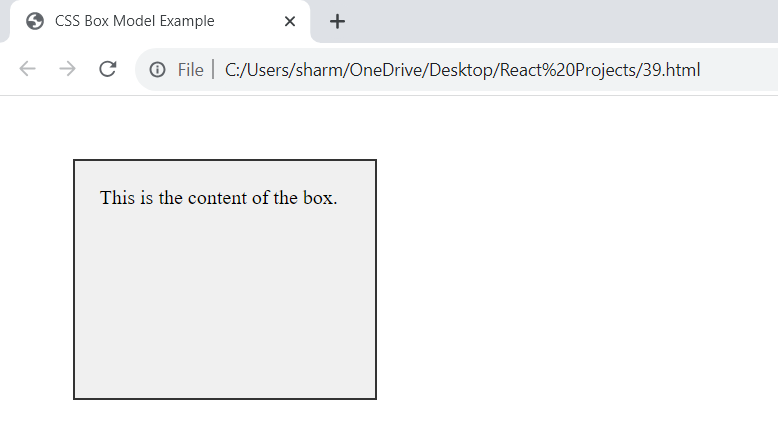 CSS Box Model Example
File | C:/Users/sharm/OneDrive/Desktop/React%20Projects/39.html
This is the content of the box.